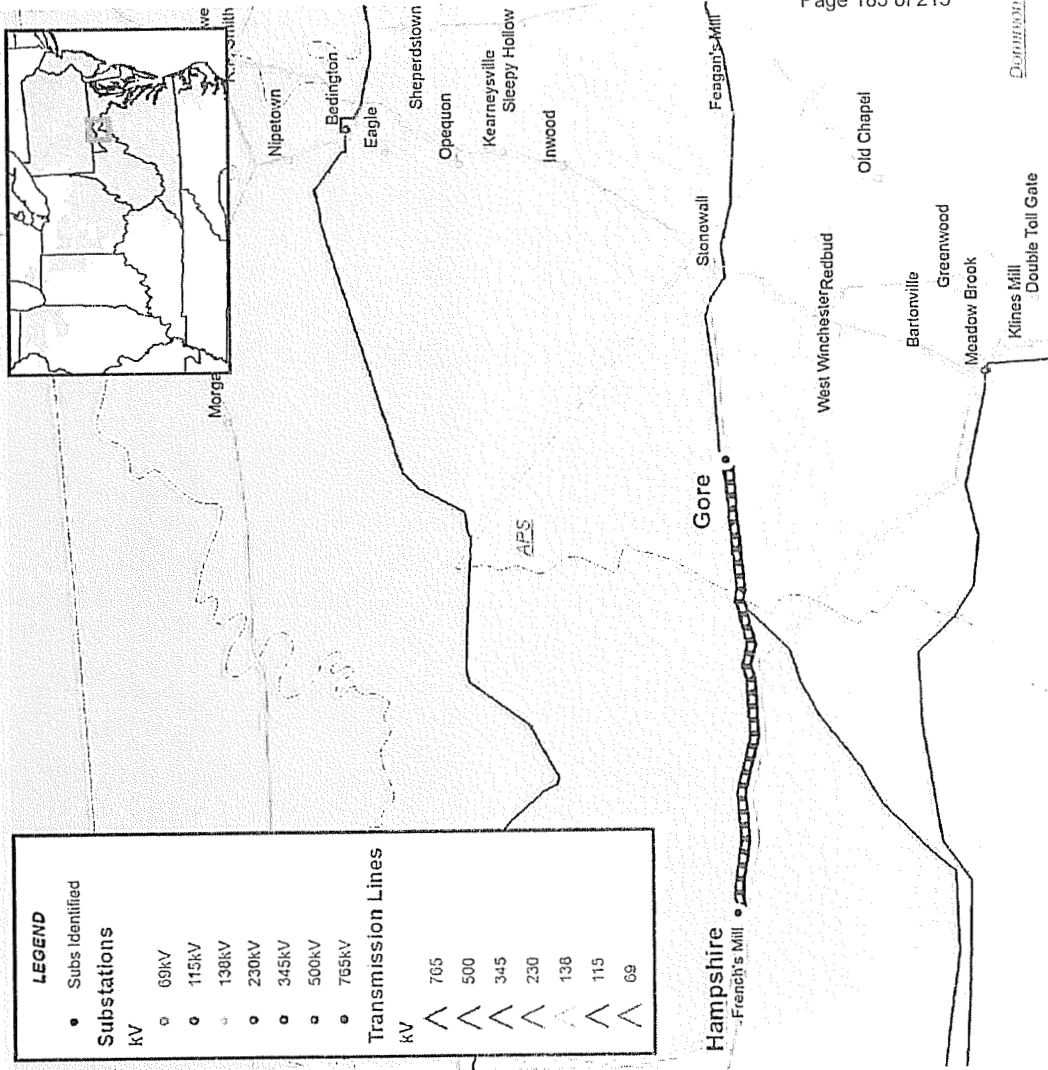 Page 185 of 215
Dominion
Smith
Nipetown
Bedington
Eagle
Sheperdstown
Opequon
Kearneysville
Sleepy Hollow
Inwood
Feagan's Mill
Stonewall
Old Chapel
West Winchester
Redbud
Bartonville
Greenwood
Meadow Brook
Klines Mill
Double Toll Gate
APS
Gore
Hampshire
French's Mill
LEGEND
Subs Identified
Substations
kV
69kV
115kV
138kV
230kV
345kV
500kV
765kV
Transmission Lines
kV
765
500
345
230
138
115
69